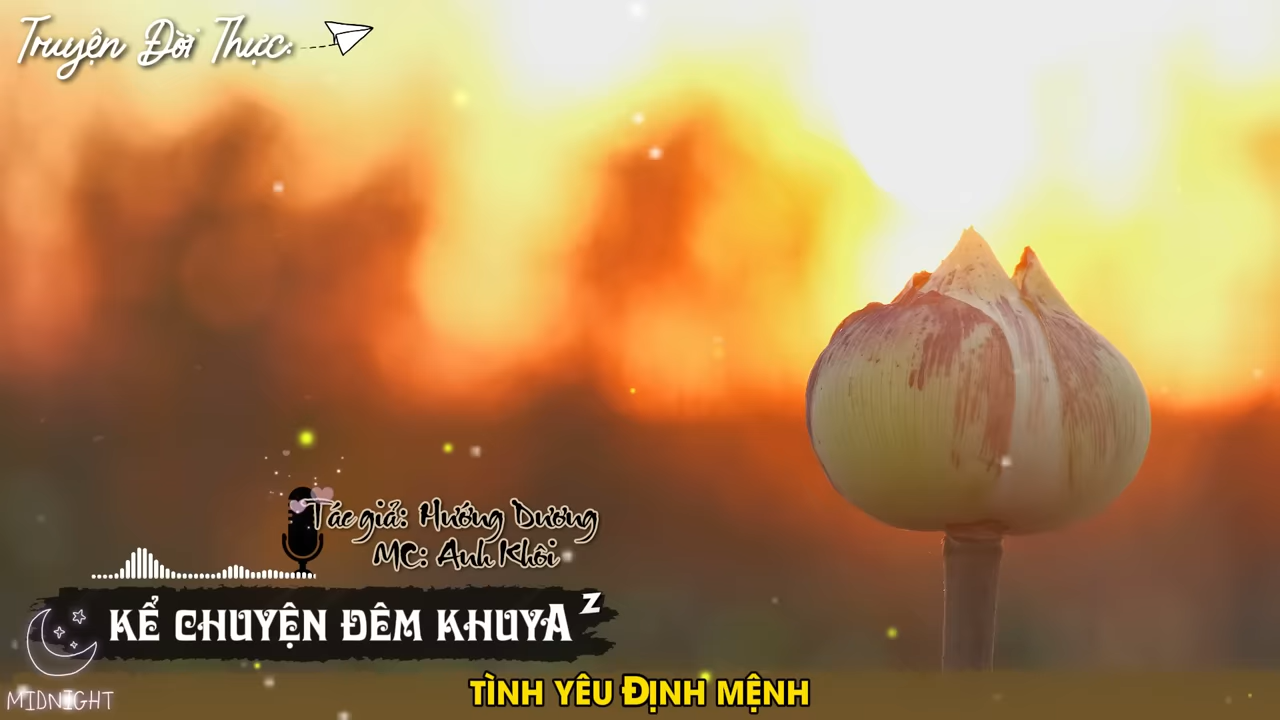 Truyện Đời Thực:
Tác giả: Hướng Dương
MC: Anh Khôi
KỂ CHUYỆN ĐÊM KHUYA Z
MIDNIGHT
TÌNH YÊU ĐỊNH MỆNH